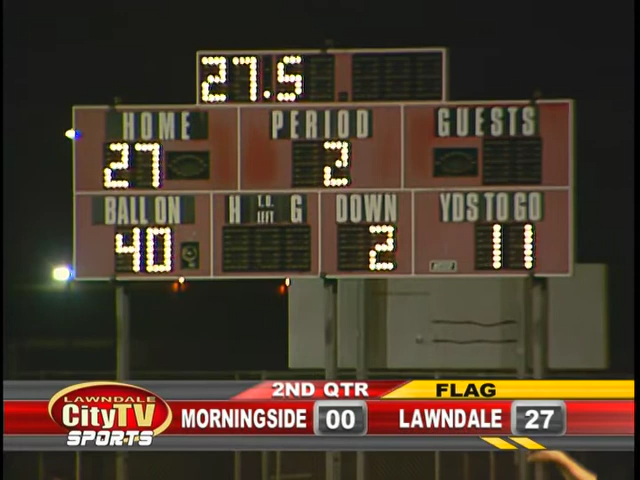 27.5
HOME PERIOD GUESTS
27 2
BALL ON H T.O. LEFT G DOWN YDS TO GO
40 2 11
2ND QTR FLAG
LAWNDALE
CityTV
SPORTS
MORNINGSIDE 00 LAWNDALE 27